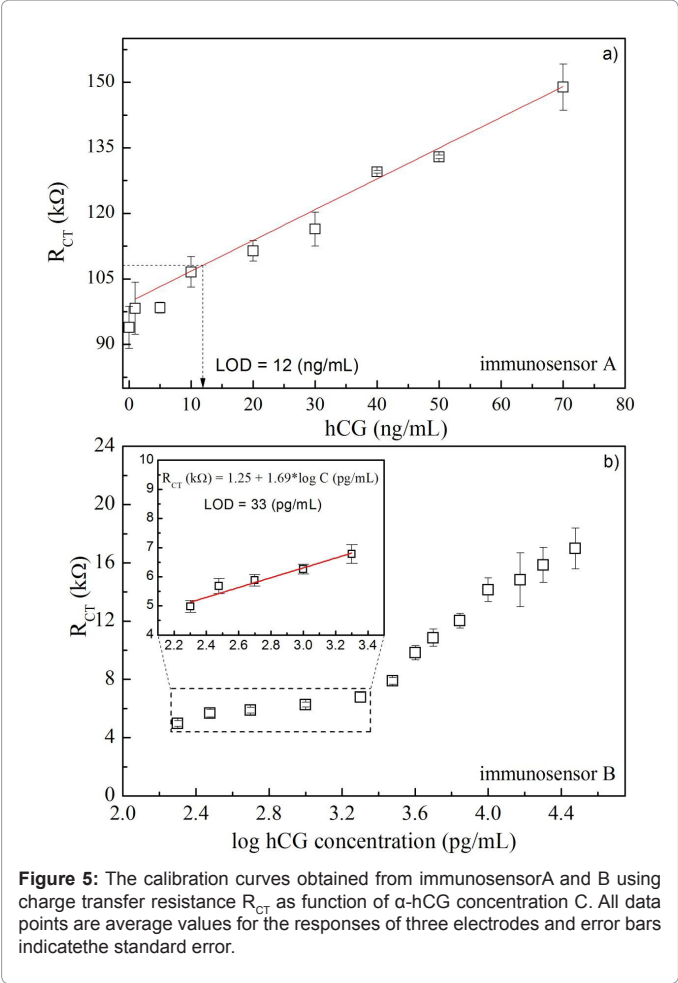 a)
150
135
120
105
90
R_CT (kΩ)
LOD = 12 (ng/mL)
immunosensor A
0 10 20 30 40 50 60 70 80
hCG (ng/mL)
b)
24
20
16
12
8
4
0
R_CT (kΩ)
10
9
8
7
6
5
4
R_CT (kΩ) = 1.25 + 1.69*log C (pg/mL)
LOD = 33 (pg/mL)
2.2 2.4 2.6 2.8 3.0 3.2 3.4
immunosensor B
2.0 2.4 2.8 3.2 3.6 4.0 4.4
log hCG concentration (pg/mL)
Figure 5: The calibration curves obtained from immunosensorA and B using
charge transfer resistance R_CT as function of α-hCG concentration C. All data
points are average values for the responses of three electrodes and error bars
indicatethe standard error.